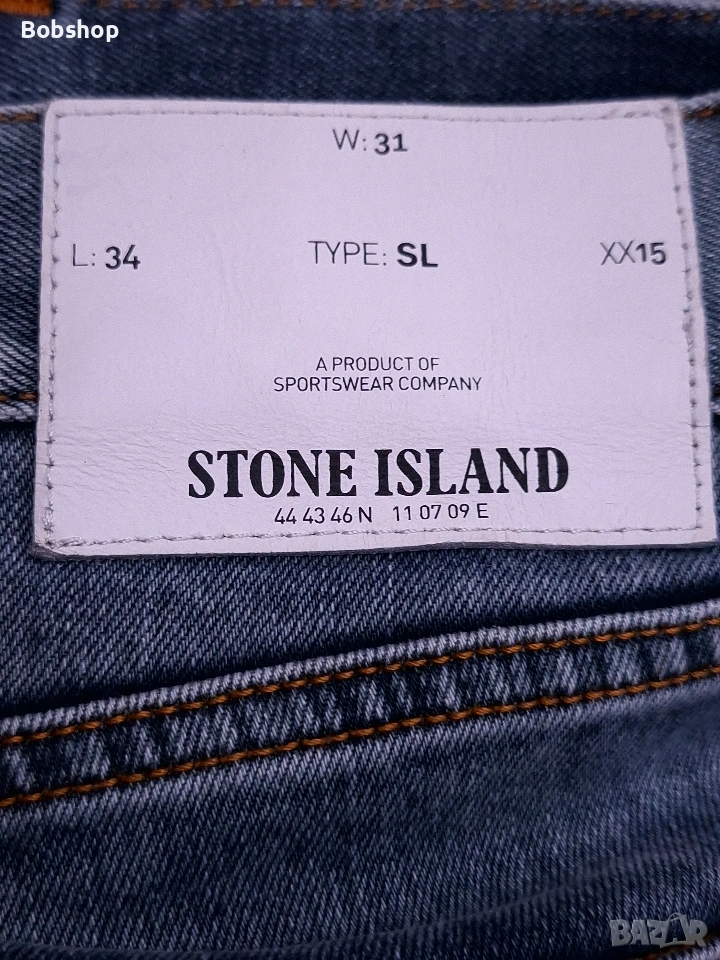 Bobshop
W: 31
L: 34 TYPE: SL XX15
A PRODUCT OF
SPORTSWEAR COMPANY
STONE ISLAND
44 43 46 N 11 07 09 E
BAZAR